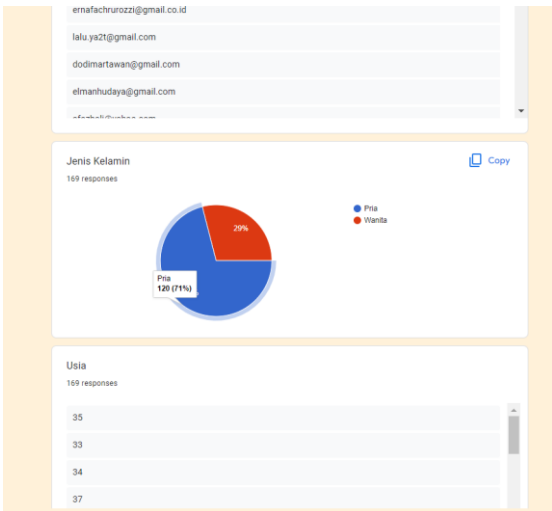 ernafachrurozzi@gmail.co.id
lalu.ya2t@gmail.com
dodimartawan@gmail.com
elmanhudaya@gmail.com
Jenis Kelamin
Copy
169 responses
Pria
Wanita
29%
Pria
120 (71%)
Usia
169 responses
35
33
34
37